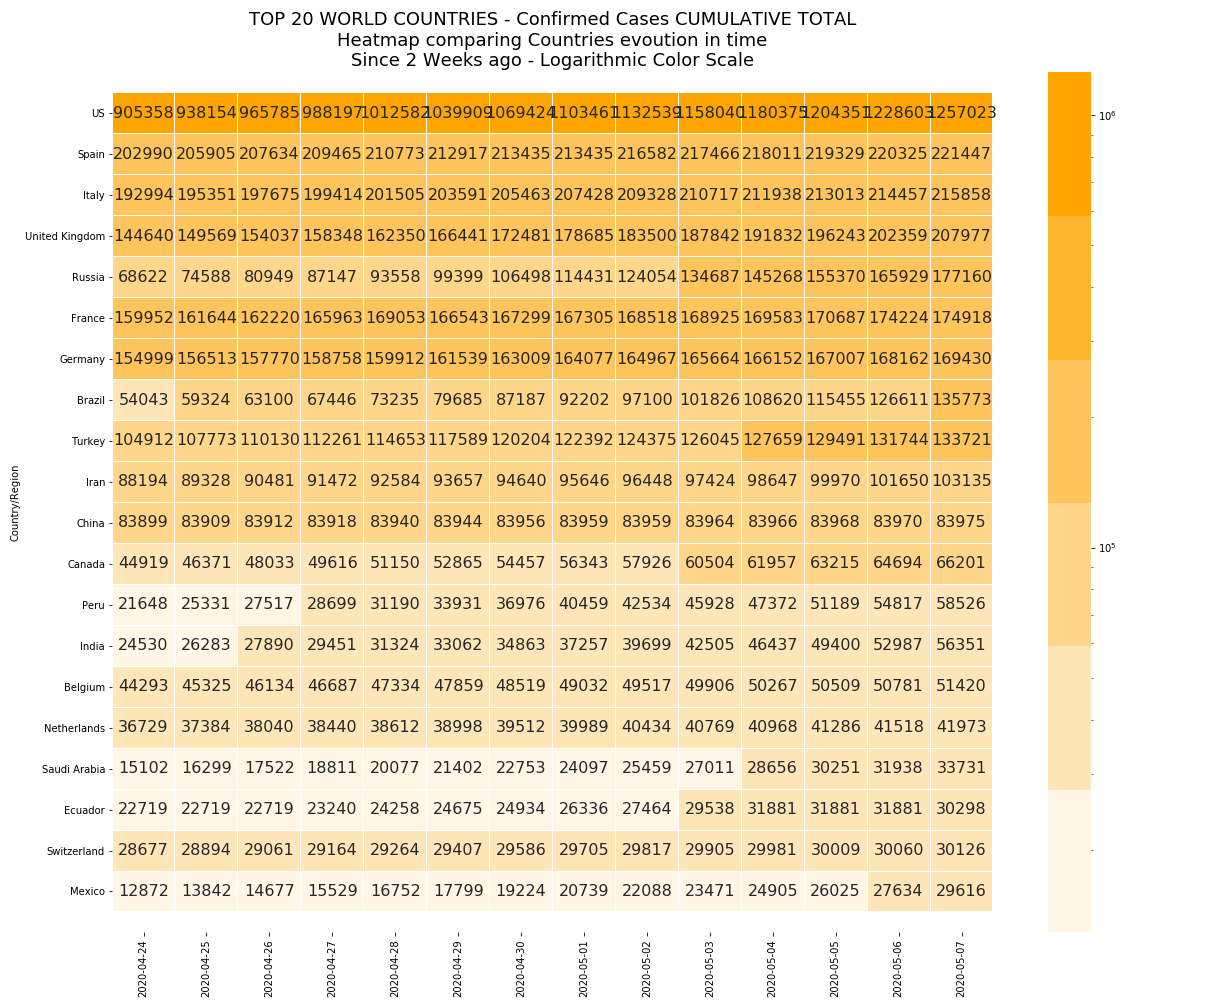 TOP 20 WORLD COUNTRIES - Confirmed Cases CUMULATIVE TOTAL
Heatmap comparing Countries evoution in time
Since 2 Weeks ago - Logarithmic Color Scale
US 905358 938154 965785 988197 1012582 1039909 1069424 1103461 1132539 1158040 1180375 1204351 1228603 1257023
Spain 202990 205905 207634 209465 210773 212917 213435 213435 216582 217466 218011 219329 220325 221447
Italy 192994 195351 197675 199414 201505 203591 205463 207428 209328 210717 211938 213013 214457 215858
United Kingdom 144640 149569 154037 158348 162350 166441 172481 178685 183500 187842 191832 196243 202359 207977
Russia 68622 74588 80949 87147 93558 99399 106498 114431 124054 134687 145268 155370 165929 177160
France 159952 161644 162220 165963 169053 166543 167299 167305 168518 168925 169583 170687 174224 174918
Germany 154999 156513 157770 158758 159912 161539 163009 164077 164967 165664 166152 167007 168162 169430
Brazil 54043 59324 63100 67446 73235 79685 87187 92202 97100 101826 108620 115455 126611 135773
Turkey 104912 107773 110130 112261 114653 117589 120204 122392 124375 126045 127659 129491 131744 133721
Iran 88194 89328 90481 91472 92584 93657 94640 95646 96448 97424 98647 99970 101650 103135
China 83899 83909 83912 83918 83940 83944 83956 83959 83959 83964 83966 83968 83970 83975
Canada 44919 46371 48033 49616 51150 52865 54457 56343 57926 60504 61957 63215 64694 66201
Peru 21648 25331 27517 28699 31190 33931 36976 40459 42534 45928 47372 51189 54817 58526
India 24530 26283 27890 29451 31324 33062 34863 37257 39699 42505 46437 49400 52987 56351
Belgium 44293 45325 46134 46687 47334 47859 48519 49032 49517 49906 50267 50509 50781 51420
Netherlands 36729 37384 38040 38440 38612 38998 39512 39989 40434 40769 40968 41286 41518 41973
Saudi Arabia 15102 16299 17522 18811 20077 21402 22753 24097 25459 27011 28656 30251 31938 33731
Ecuador 22719 22719 22719 23240 24258 24675 24934 26336 27464 29538 31881 31881 31881 30298
Switzerland 28677 28894 29061 29164 29264 29407 29586 29705 29817 29905 29981 30009 30060 30126
Mexico 12872 13842 14677 15529 16752 17799 19224 20739 22088 23471 24905 26025 27634 29616
Country/Region
2020-04-24 2020-04-25 2020-04-26 2020-04-27 2020-04-28 2020-04-29 2020-04-30 2020-05-01 2020-05-02 2020-05-03 2020-05-04 2020-05-05 2020-05-06 2020-05-07
10⁶
10⁵